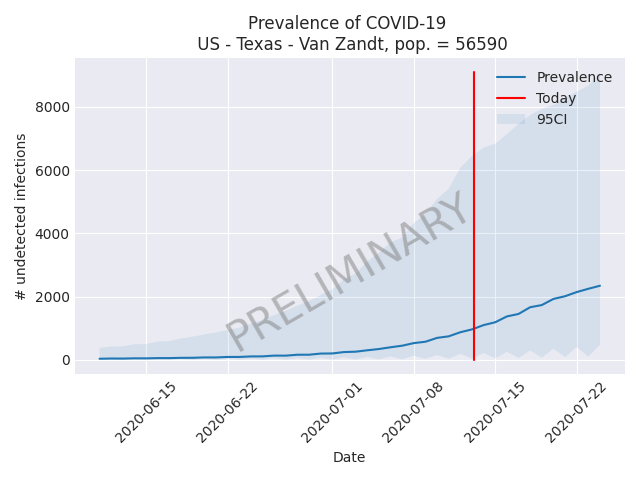 Prevalence of COVID-19
US - Texas - Van Zandt, pop. = 56590
Prevalence
Today
95CI
8000
6000
4000
2000
0
# undetected infections
PRELIMINARY
2020-06-15
2020-06-22
2020-07-01
2020-07-08
2020-07-15
2020-07-22
Date